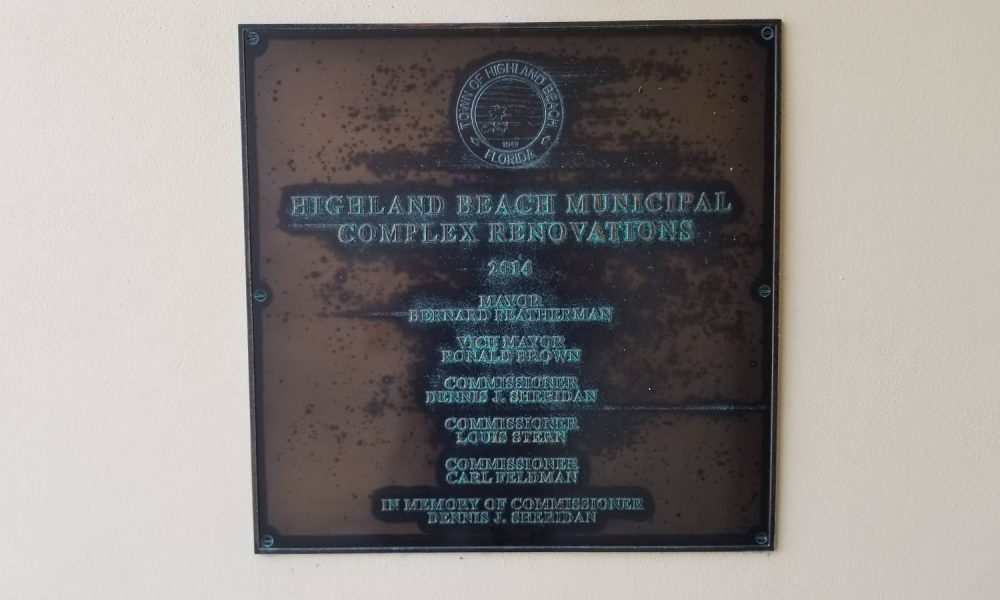 TOWN OF HIGHLAND BEACH
1949
FLORIDA
HIGHLAND BEACH MUNICIPAL
COMPLEX RENOVATIONS
2014
MAYOR
BERNARD FEATHERMAN
VICE MAYOR
RONALD BROWN
COMMISSIONER
DENNIS J. SHERIDAN
COMMISSIONER
LOUIS STERN
COMMISSIONER
CARL FELDMAN
IN MEMORY OF COMMISSIONER
DENNIS J. SHERIDAN